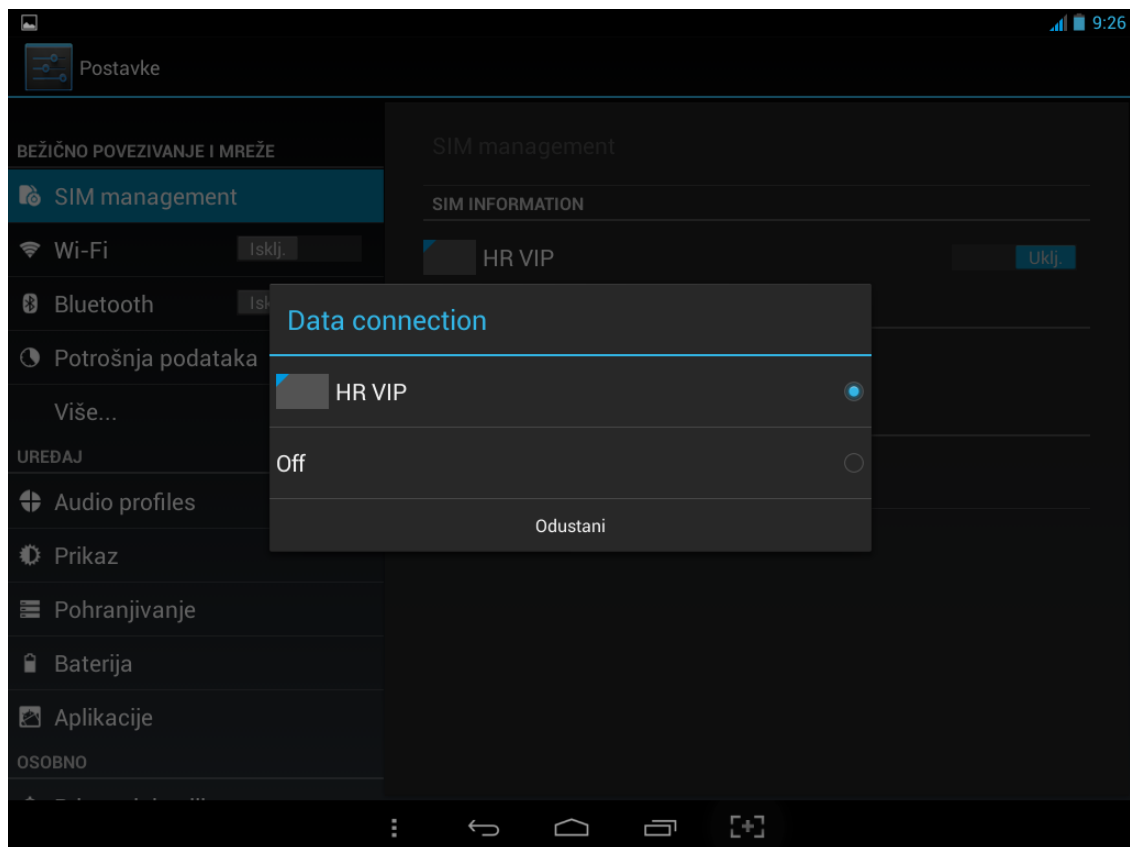 9:26
Postavke
BEŽIČNO POVEZIVANJE I MREŽE
SIM management
Wi-Fi Isklj.
Bluetooth
Potrošnja podataka
Više...
UREĐAJ
Audio profiles
Prikaz
Pohranjivanje
Baterija
Aplikacije
OSOBNO
SIM management
SIM INFORMATION
HR VIP Uklj.
Data connection
HR VIP
Off
Odustani